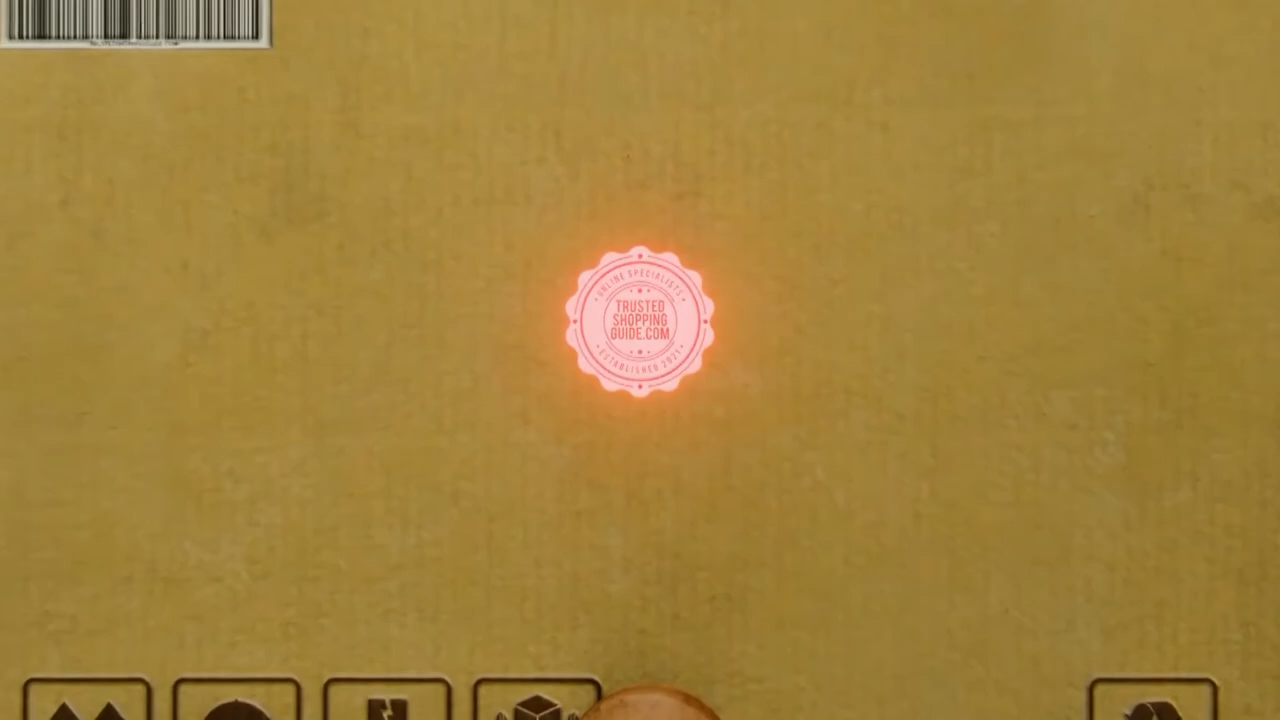 ONLINE SPECIALISTS
TRUSTED
SHOPPING
GUIDE.COM
ESTABLISHED 2021